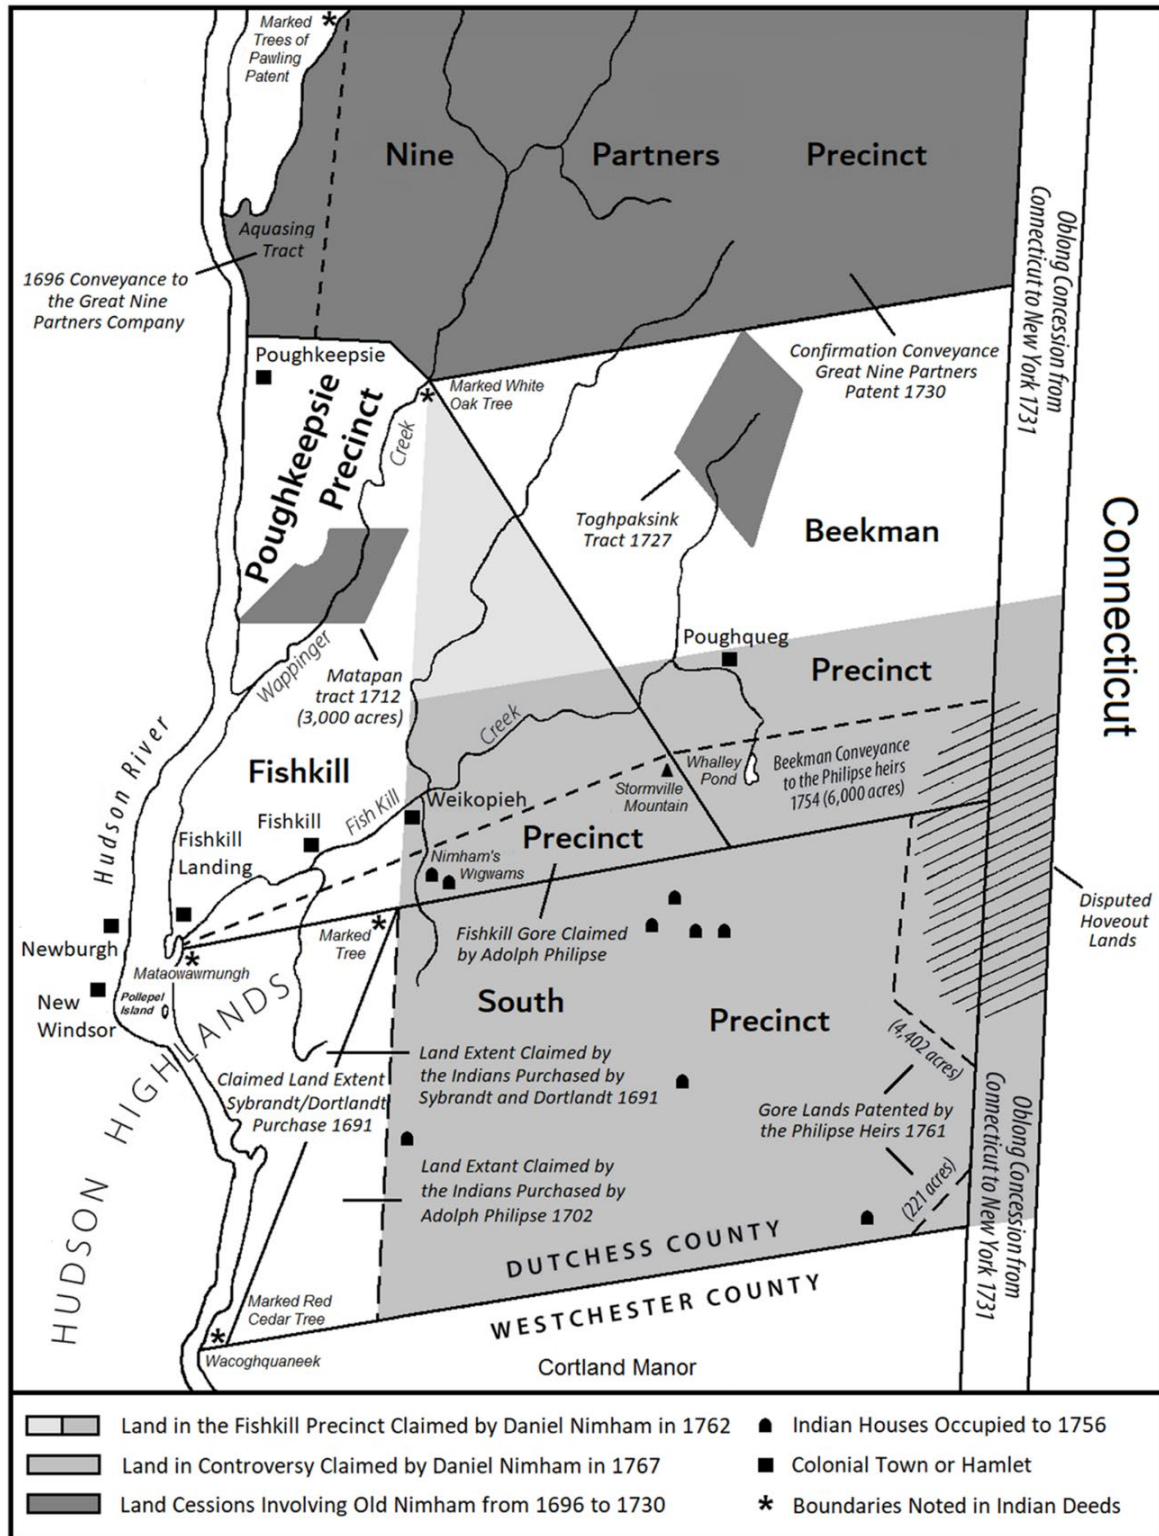 Marked
Trees of
Pawling
Patent
Nine Partners Precinct
Aquasing
Tract
1696 Conveyance to
the Great Nine
Partners Company
Oblong Concession from
Connecticut to New York 1731
Poughkeepsie
Poughkeepsie
Precinct
Creek
Marked White
Oak Tree
Confirmation Conveyance
Great Nine Partners
Patent 1730
Toghpaksink
Tract 1727
Beekman
Connecticut
Poughqueg
Precinct
Matapan
tract 1712
(3,000 acres)
Wappinger
Hudson River
Creek
Fishkill
Whalley
Pond
Beekman Conveyance
to the Philipse heirs
1754 (6,000 acres)
Stormville
Mountain
Weikopieh
Fish Kill
Fishkill
Fishkill
Landing
Precinct
Nimham's
Wigwams
Disputed
Hoveout
Lands
Newburgh
Marked
Tree
Fishkill Gore Claimed
by Adolph Philipse
Mataowawmungh
New
Windsor
Pollepel
Island
South
Precinct
HUDSON HIGHLANDS
(4,402 acres)
Land Extent Claimed by
the Indians Purchased by
Sybrandt and Dortlandt 1691
Claimed Land Extent
Sybrandt/Dortlandt
Purchase 1691
Gore Lands Patented by
the Philipse Heirs 1761
Oblong Concession from
Connecticut to New York 1731
Land Extant Claimed by
the Indians Purchased by
Adolph Philipse 1702
(221 acres)
DUTCHESS COUNTY
WESTCHESTER COUNTY
Marked Red
Cedar Tree
Wacoghquaneek
Cortland Manor
Land in the Fishkill Precinct Claimed by Daniel Nimham in 1762
Land in Controversy Claimed by Daniel Nimham in 1767
Land Cessions Involving Old Nimham from 1696 to 1730
Indian Houses Occupied to 1756
Colonial Town or Hamlet
Boundaries Noted in Indian Deeds